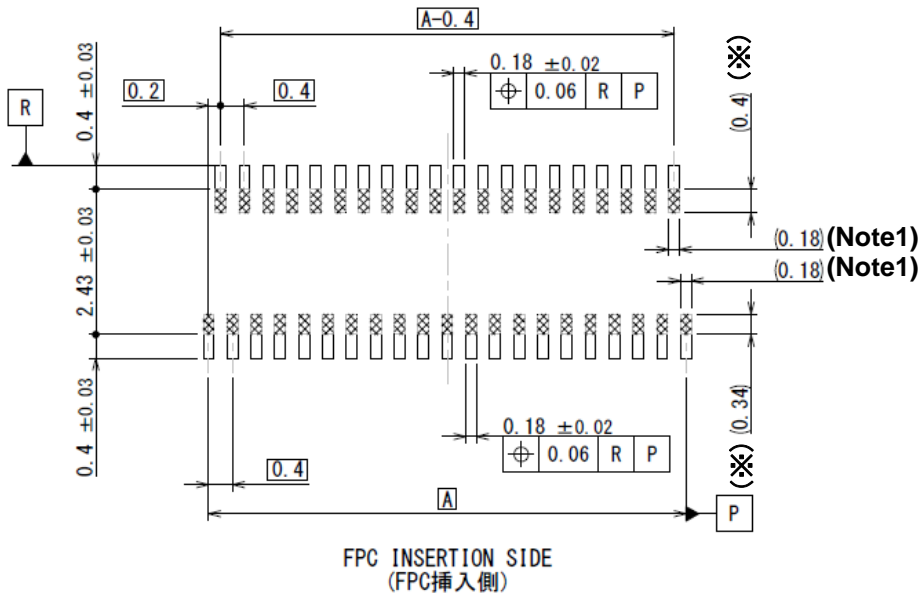 A-0.4
0.18 ±0.02
0.06 R P
(※)
0.2
0.4
0.4 ±0.03
R
(0.4)
(0.18)(Note1)
(0.18)(Note1)
2.43 ±0.03
0.4 ±0.03
(0.34)
(※)
0.18 ±0.02
0.06 R P
0.4
A
P
FPC INSERTION SIDE
(FPC挿入側)